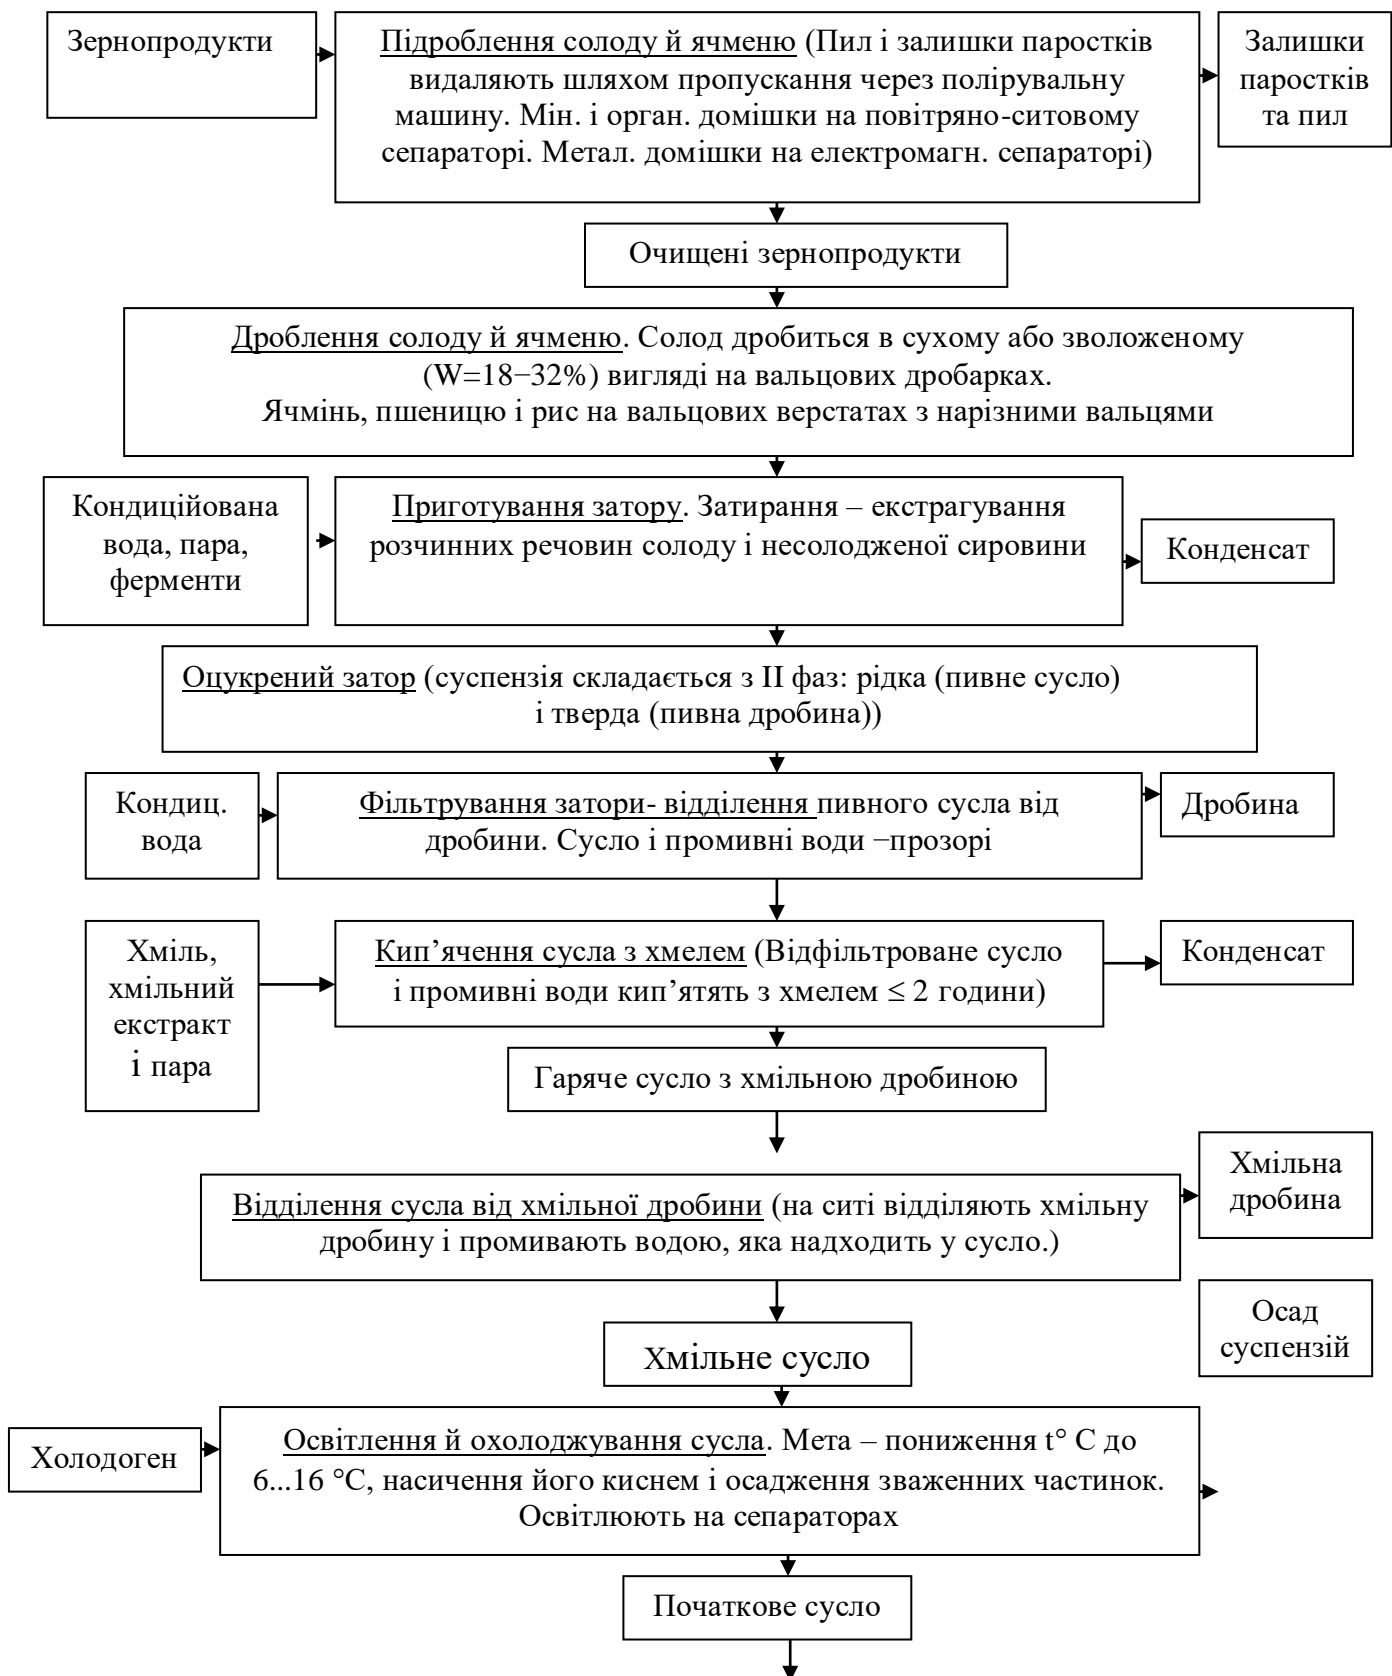 Зернопродукти
Підроблення солоду й ячменю (Пил і залишки паростків
видаляють шляхом пропускання через полірувальну
машину. Мін. і орган. домішки на повітряно-ситовому
сепараторі. Метал. домішки на електромагн. сепараторі)
Залишки
паростків
та пил
Очищені зернопродукти
Дроблення солоду й ячменю. Солод дробиться в сухому або зволоженому
(W=18−32%) вигляді на вальцових дробарках.
Ячмінь, пшеницю і рис на вальцових верстатах з нарізними вальцями
Кондиційована
вода, пара,
ферменти
Приготування затору. Затирання – екстрагування
розчинних речовин солоду і несолодженої сировини
Конденсат
Оцукрений затор (суспензія складається з II фаз: рідка (пивне сусло)
і тверда (пивна дробина))
Кондиц.
вода
Фільтрування затори- відділення пивного сусла від
дробини. Сусло і промивні води −прозорі
Дробина
Хміль,
хмільний
екстракт
і пара
Кип’ячення сусла з хмелем (Відфільтроване сусло
і промивні води кип’ятять з хмелем ≤ 2 години)
Конденсат
Гаряче сусло з хмільною дробиною
Відділення сусла від хмільної дробини (на ситі відділяють хмільну
дробину і промивають водою, яка надходить у сусло.)
Хмільна
дробина
Осад
суспензій
Хмільне сусло
Холодоген
Освітлення й охолоджування сусла. Мета – пониження t° С до
6...16 °С, насичення його киснем і осадження зваженних частинок.
Освітлюють на сепараторах
Початкове сусло